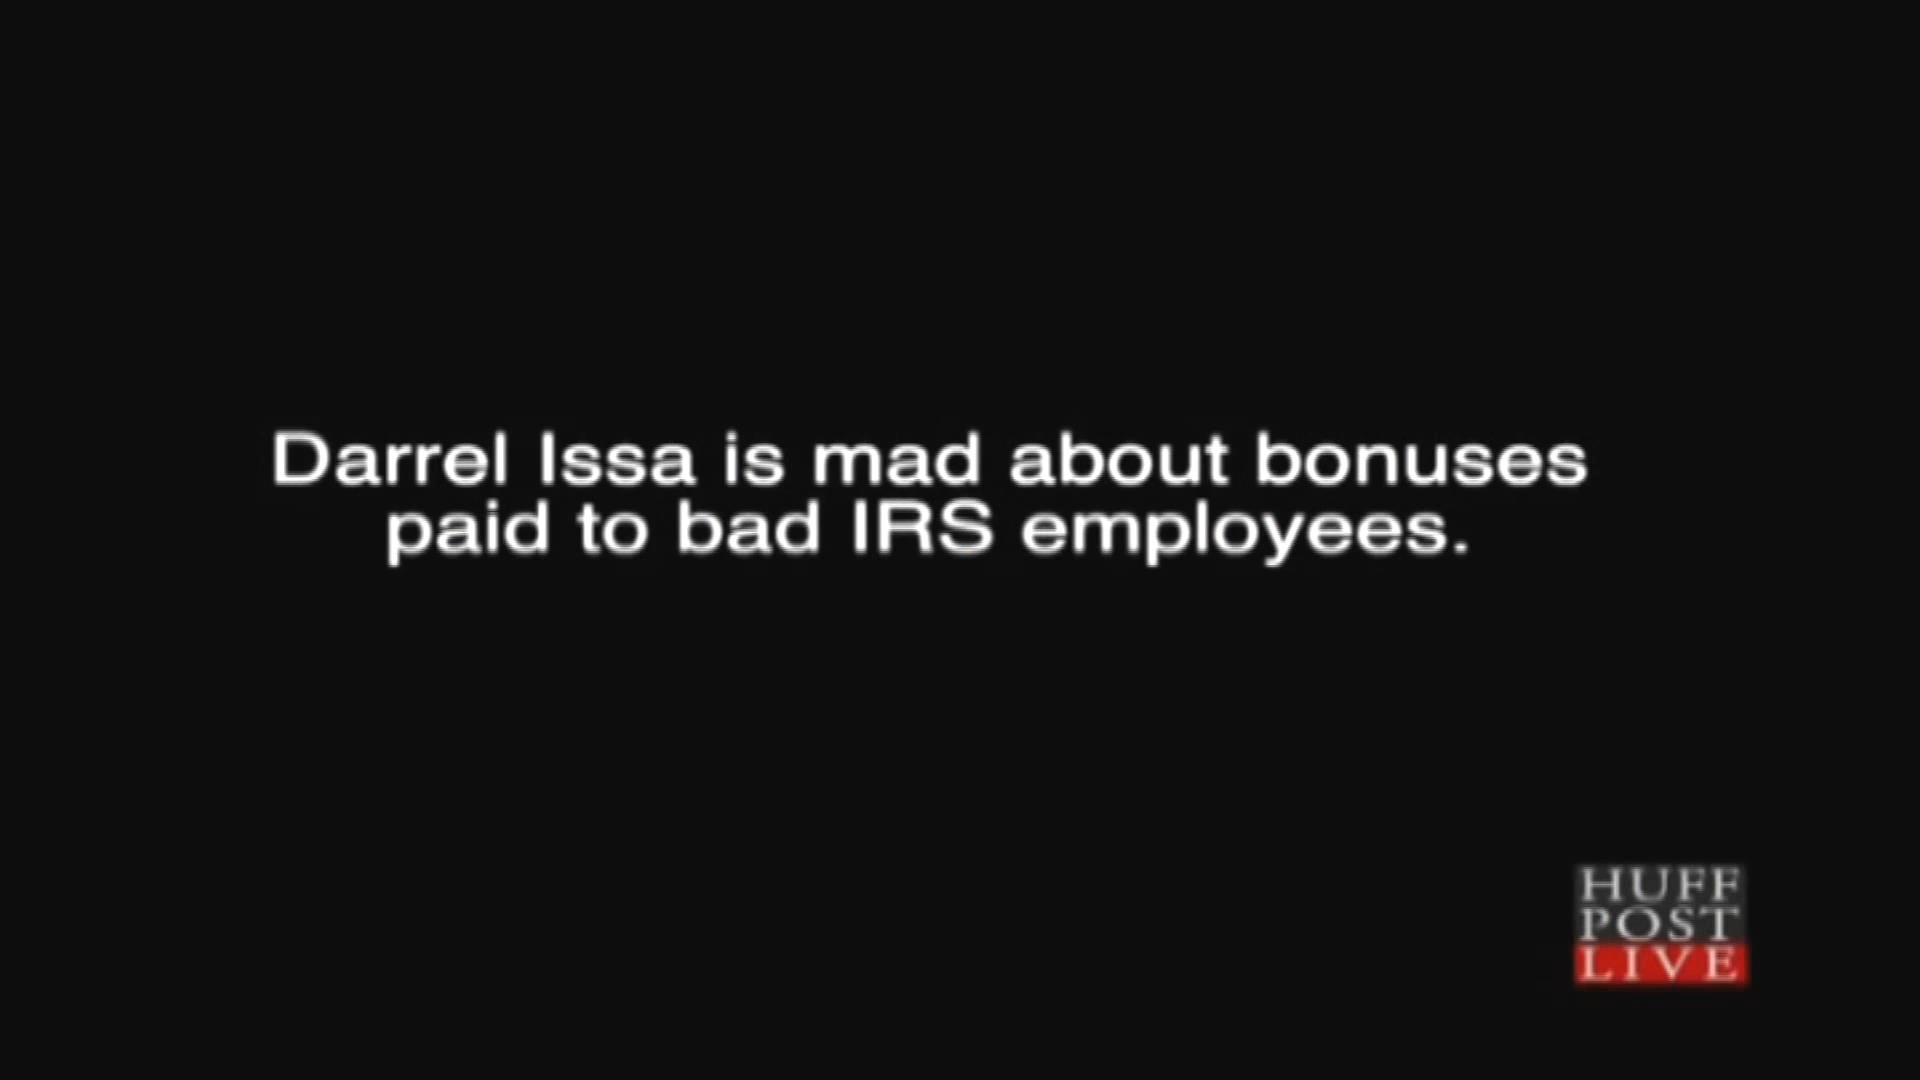 Darrel Issa is mad about bonuses
paid to bad IRS employees.
HUFF
POST
LIVE